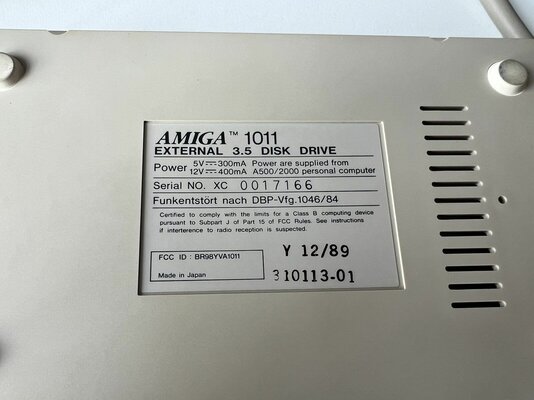 AMIGA™ 1011
EXTERNAL 3.5 DISK DRIVE
Power 5V⎓300mA Power are supplied from
12V⎓400mA A500/2000 personal computer
Serial NO. XC 0017166
Funkentstört nach DBP-Vfg.1046/84
Certified to comply with the limits for a Class B computing device
pursuant to Subpart J of Part 15 of FCC Rules. See instructions
if interference to radio reception is suspected.
FCC ID : BR98YVA1011
Made in Japan
Y 12/89
310113-01